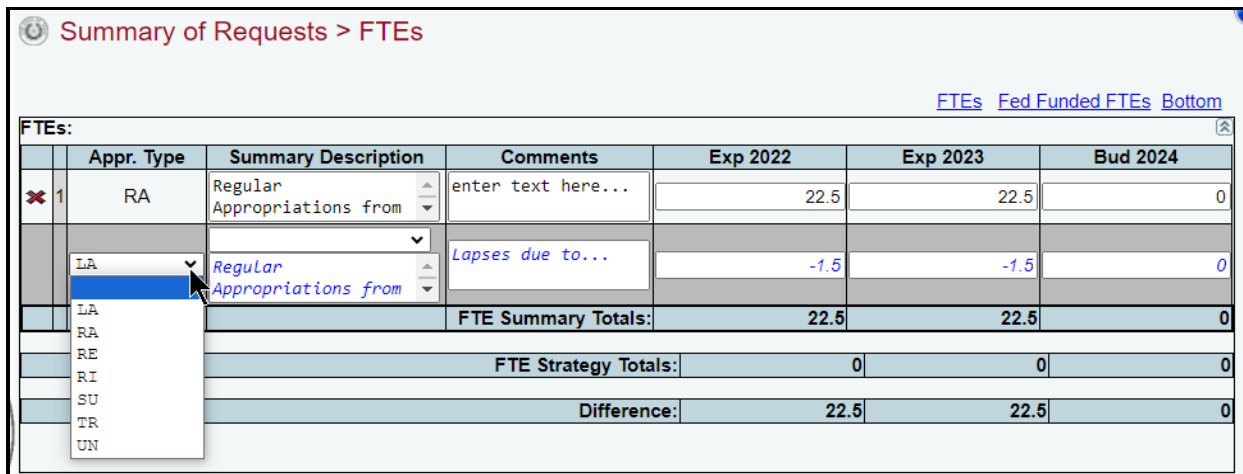 Summary of Requests > FTEs
FTEs Fed Funded FTEs Bottom
FTEs:
Appr. Type Summary Description Comments Exp 2022 Exp 2023 Bud 2024
1 RA Regular Appropriations from enter text here... 22.5 22.5 0
LA Regular Appropriations from Lapses due to... -1.5 -1.5 0
LA
RA
RE
RI
SU
TR
UN
FTE Summary Totals: 22.5 22.5 0
FTE Strategy Totals: 0 0 0
Difference: 22.5 22.5 0